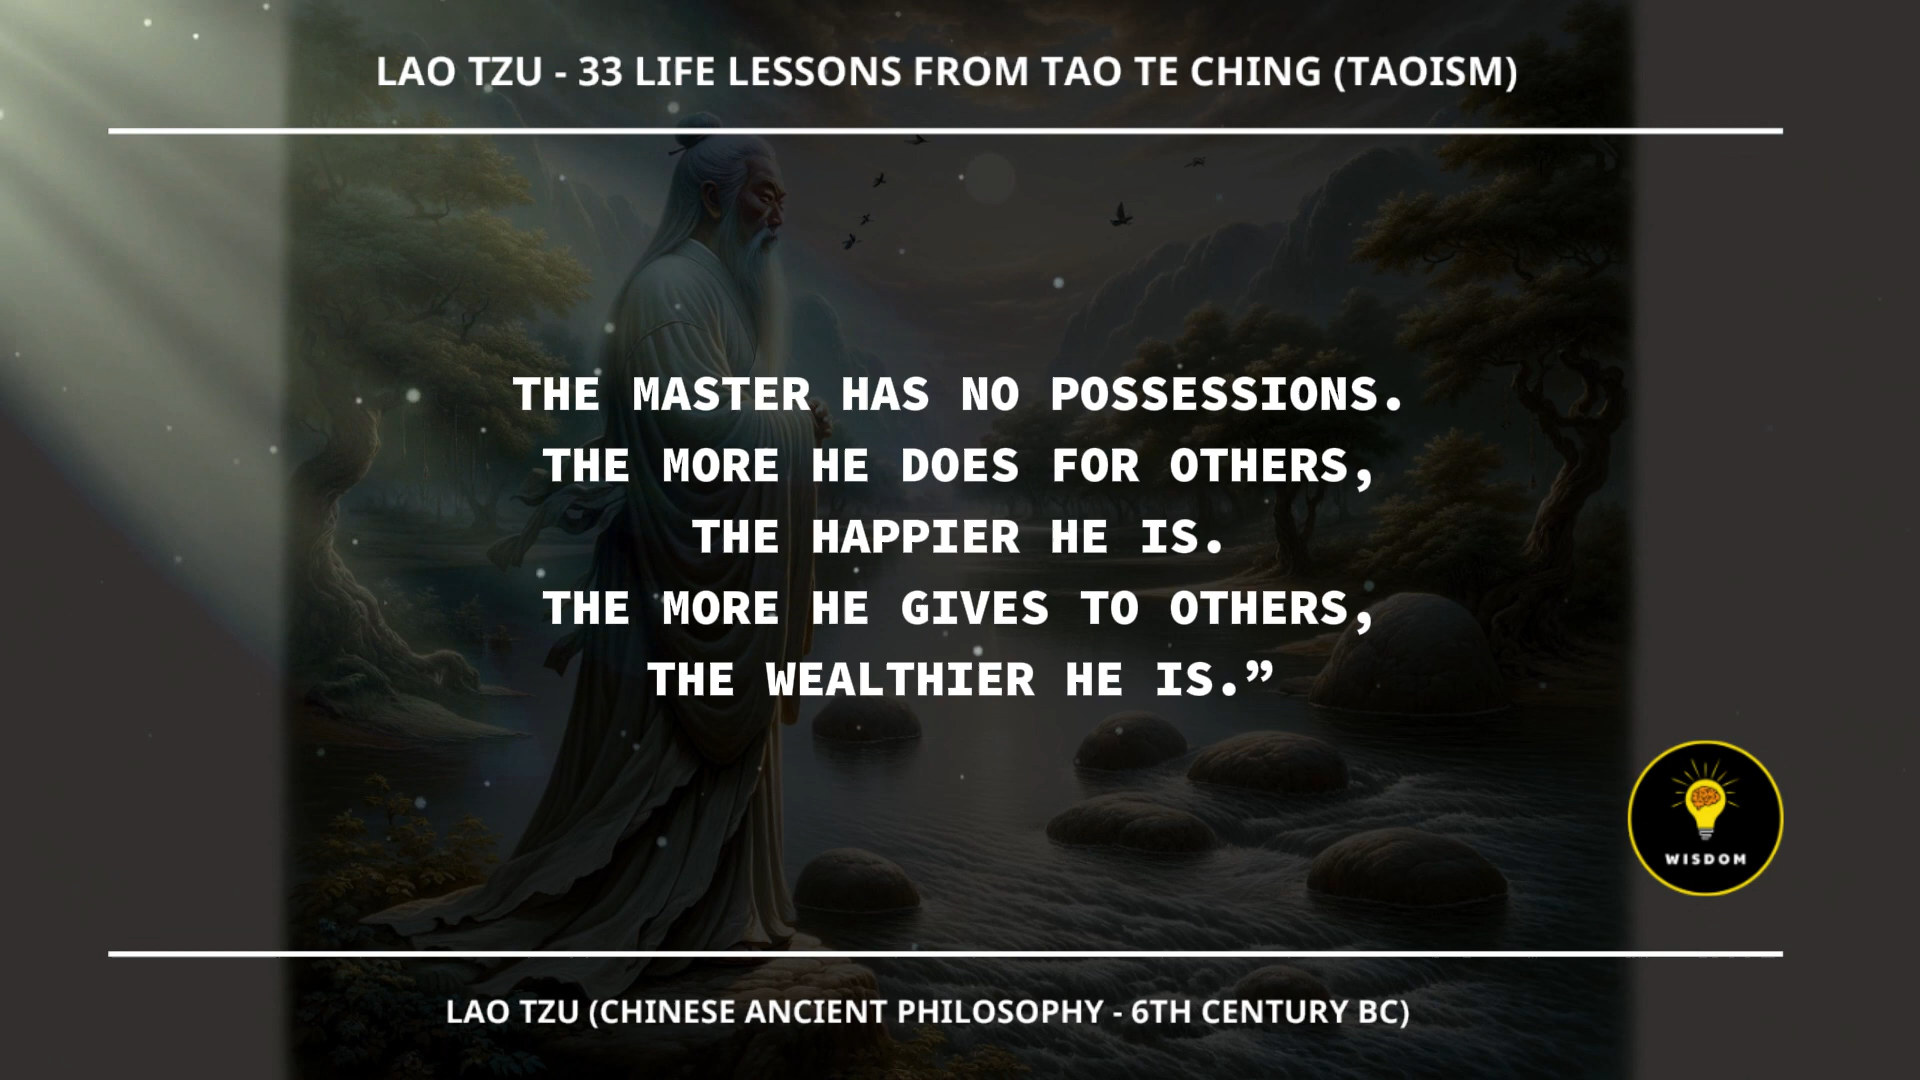 LAO TZU - 33 LIFE LESSONS FROM TAO TE CHING (TAOISM)
THE MASTER HAS NO POSSESSIONS.
THE MORE HE DOES FOR OTHERS,
THE HAPPIER HE IS.
THE MORE HE GIVES TO OTHERS,
THE WEALTHIER HE IS.”
WISDOM
LAO TZU (CHINESE ANCIENT PHILOSOPHY - 6TH CENTURY BC)